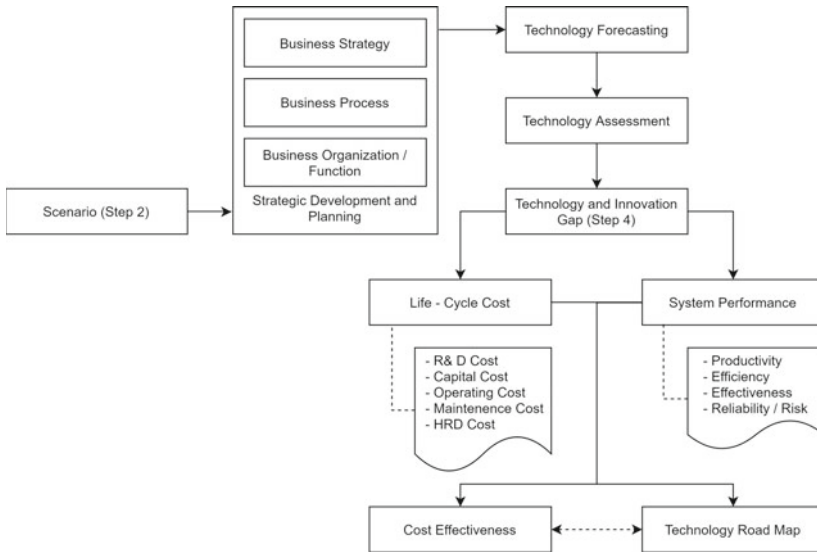 Business Strategy
Technology Forecasting
Business Process
Technology Assessment
Business Organization /
Function
Strategic Development and
Planning
Scenario (Step 2)
Technology and Innovation
Gap (Step 4)
Life - Cycle Cost
System Performance
- R& D Cost
- Capital Cost
- Operating Cost
- Maintenence Cost
- HRD Cost
- Productivity
- Efficiency
- Effectiveness
- Reliability / Risk
Cost Effectiveness
Technology Road Map